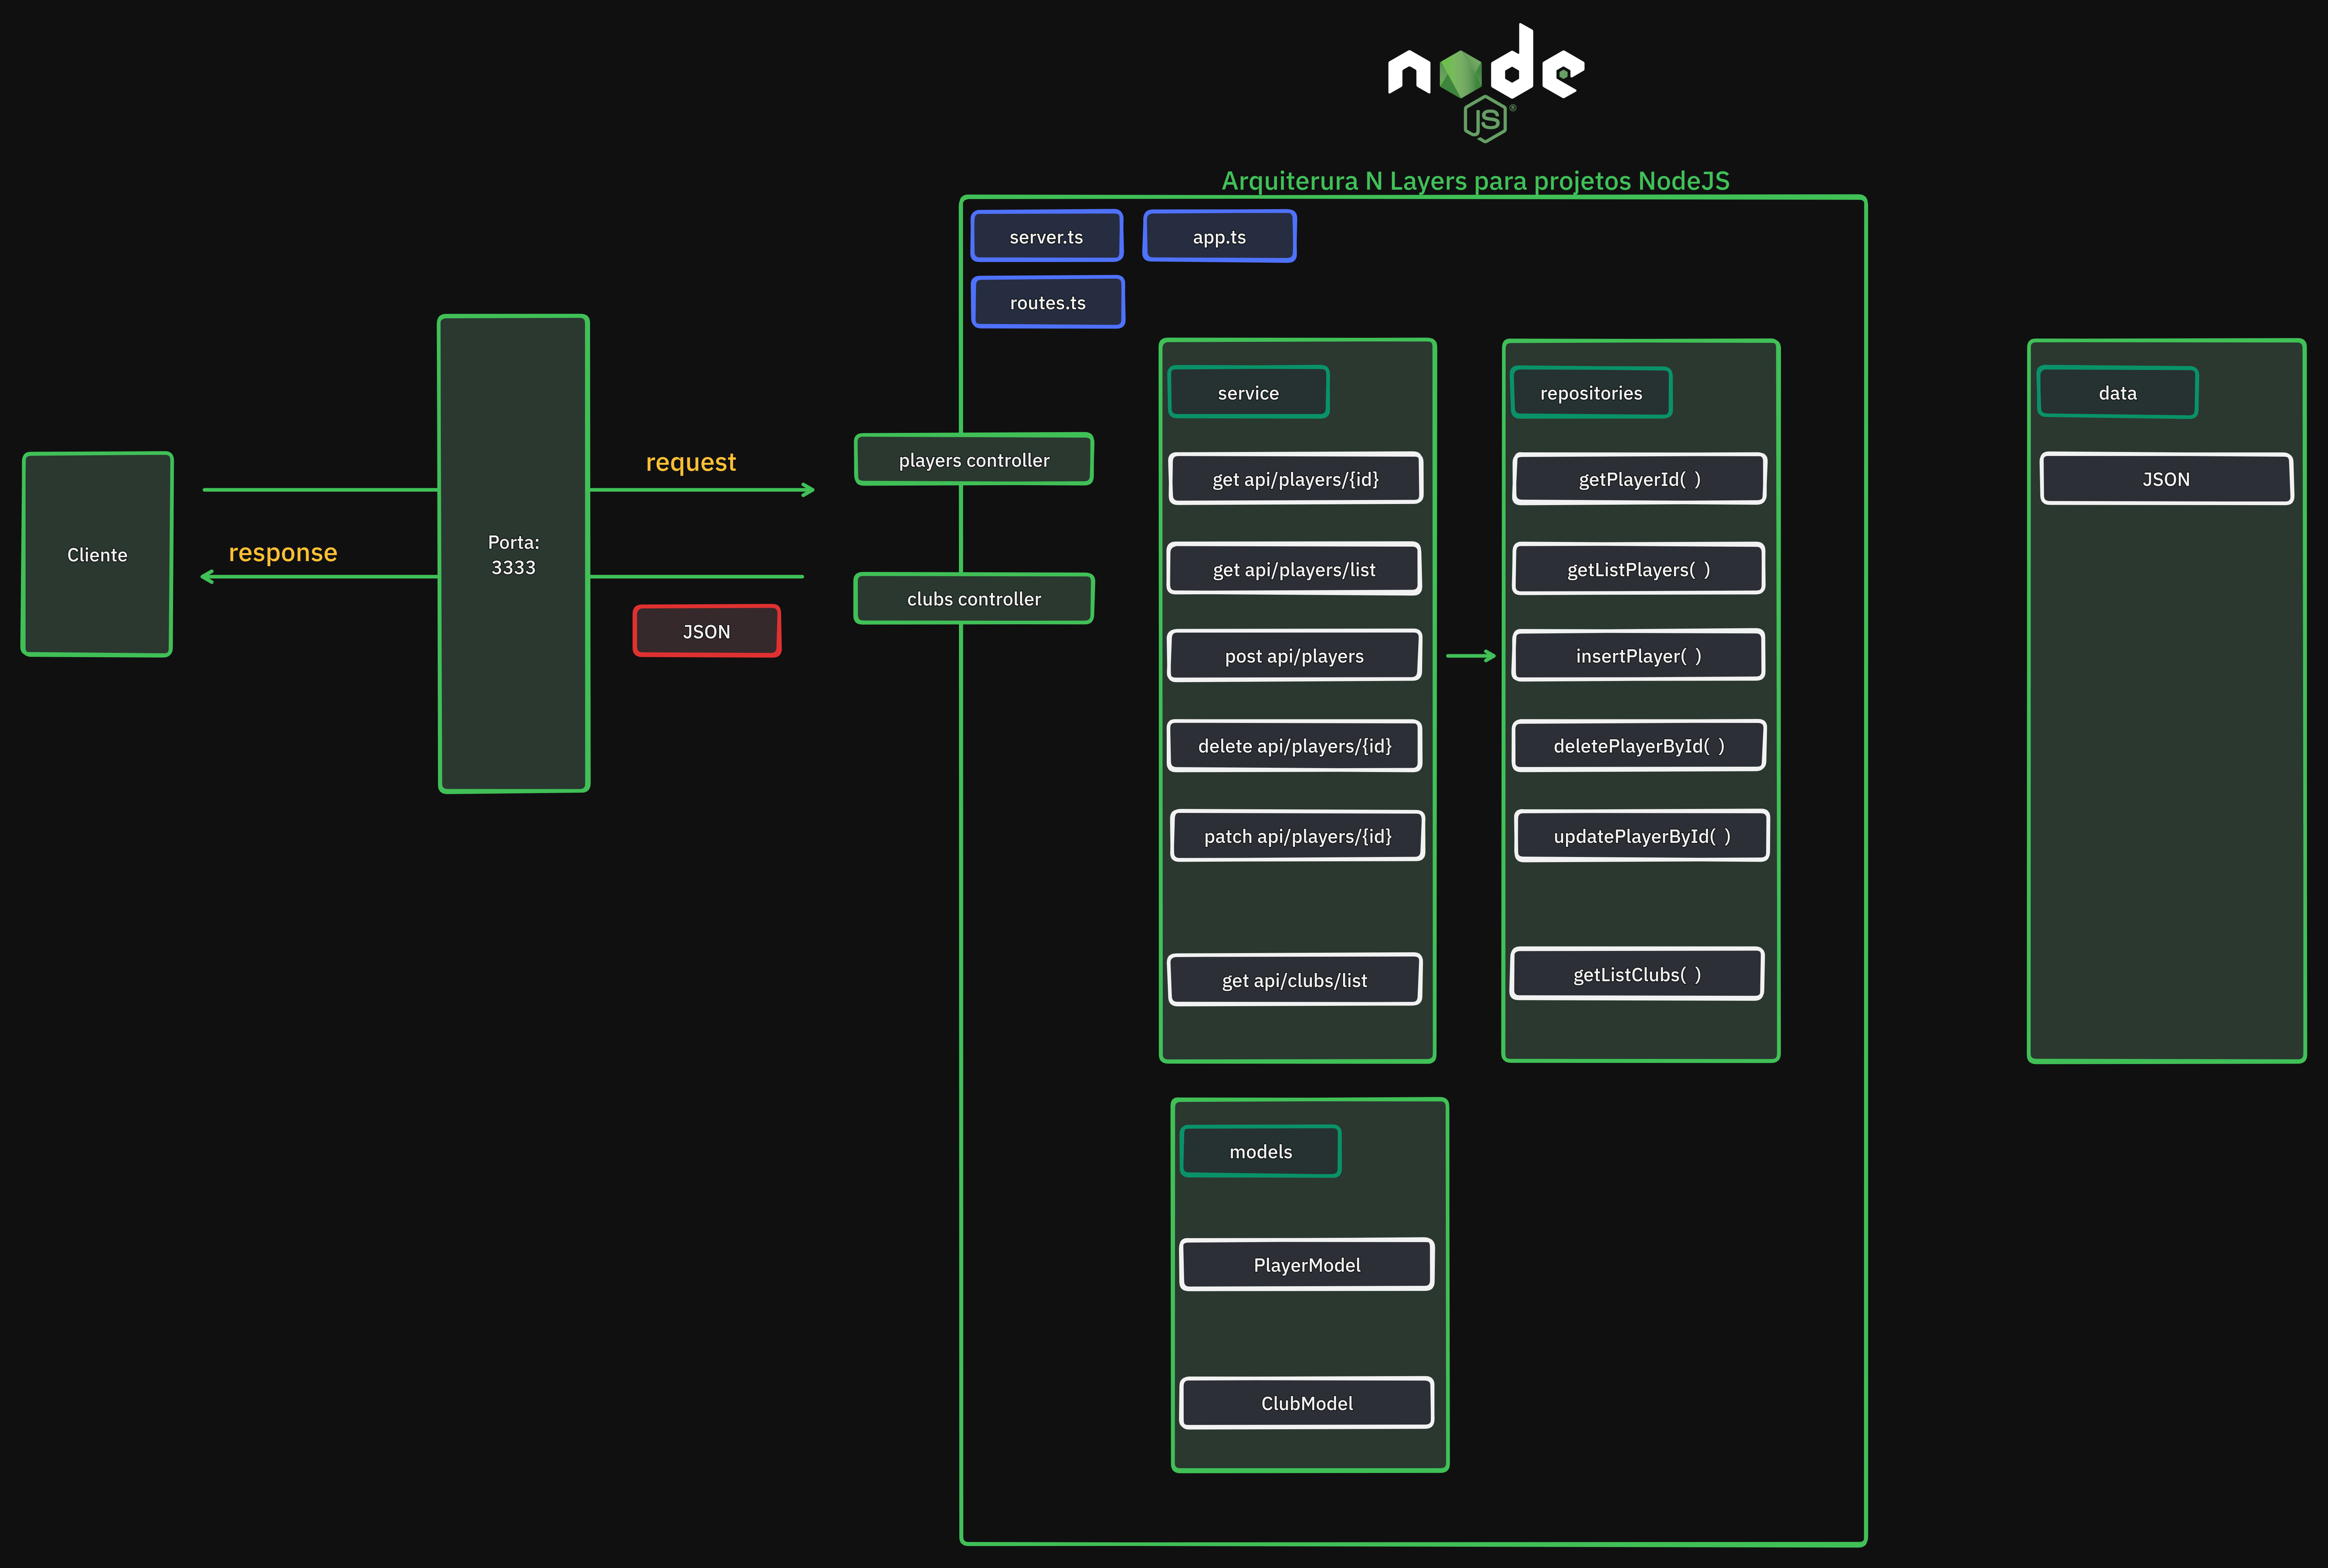 node
JS ®
Arquiterura N Layers para projetos NodeJS
server.ts
app.ts
routes.ts
Cliente
request
response
Porta:
3333
JSON
players controller
clubs controller
service
get api/players/{id}
get api/players/list
post api/players
delete api/players/{id}
patch api/players/{id}
get api/clubs/list
repositories
getPlayerId( )
getListPlayers( )
insertPlayer( )
deletePlayerById( )
updatePlayerById( )
getListClubs( )
data
JSON
models
PlayerModel
ClubModel